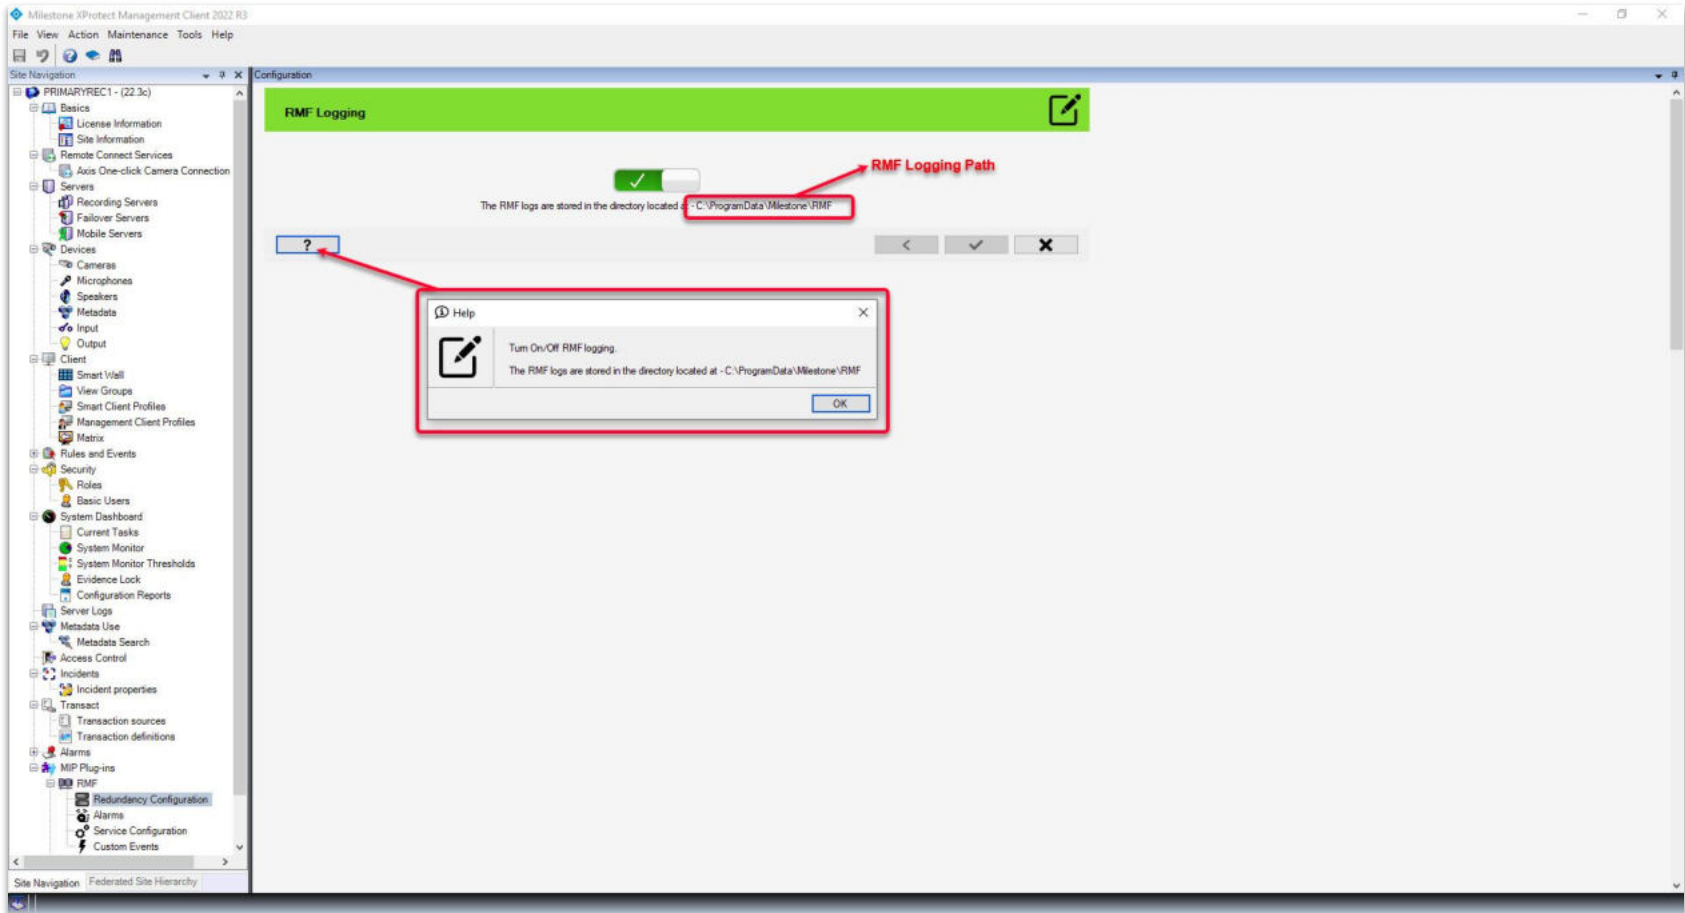 Milestone XProtect Management Client 2022 R3
File View Action Maintenance Tools Help
Site Navigation
Configuration
PRIMARYREC1 - (22.3c)
Basics
License Information
Site Information
Remote Connect Services
Axis One-click Camera Connection
Servers
Recording Servers
Failover Servers
Mobile Servers
Devices
Cameras
Microphones
Speakers
Metadata
Input
Output
Client
Smart Wall
View Groups
Smart Client Profiles
Management Client Profiles
Matrix
Rules and Events
Security
Roles
Basic Users
System Dashboard
Current Tasks
System Monitor
System Monitor Thresholds
Evidence Lock
Configuration Reports
Server Logs
Metadata Use
Metadata Search
Access Control
Incidents
Incident properties
Transact
Transaction sources
Transaction definitions
Alarms
MIP Plug-ins
RMF
Redundancy Configuration
Alarms
Service Configuration
Custom Events
Site Navigation Federated Site Hierarchy
RMF Logging
RMF Logging Path
The RMF logs are stored in the directory located at - C:\ProgramData\Milestone\RMF
?
Help
Turn On/Off RMF logging.
The RMF logs are stored in the directory located at - C:\ProgramData\Milestone\RMF
OK